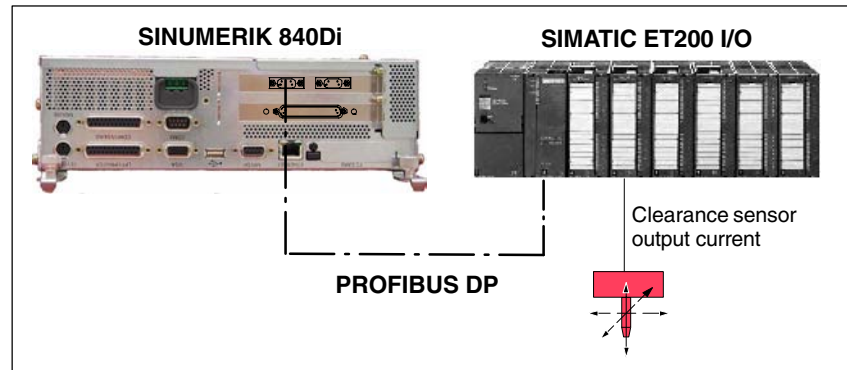 SINUMERIK 840Di
SIMATIC ET200 I/O
Clearance sensor
output current
PROFIBUS DP